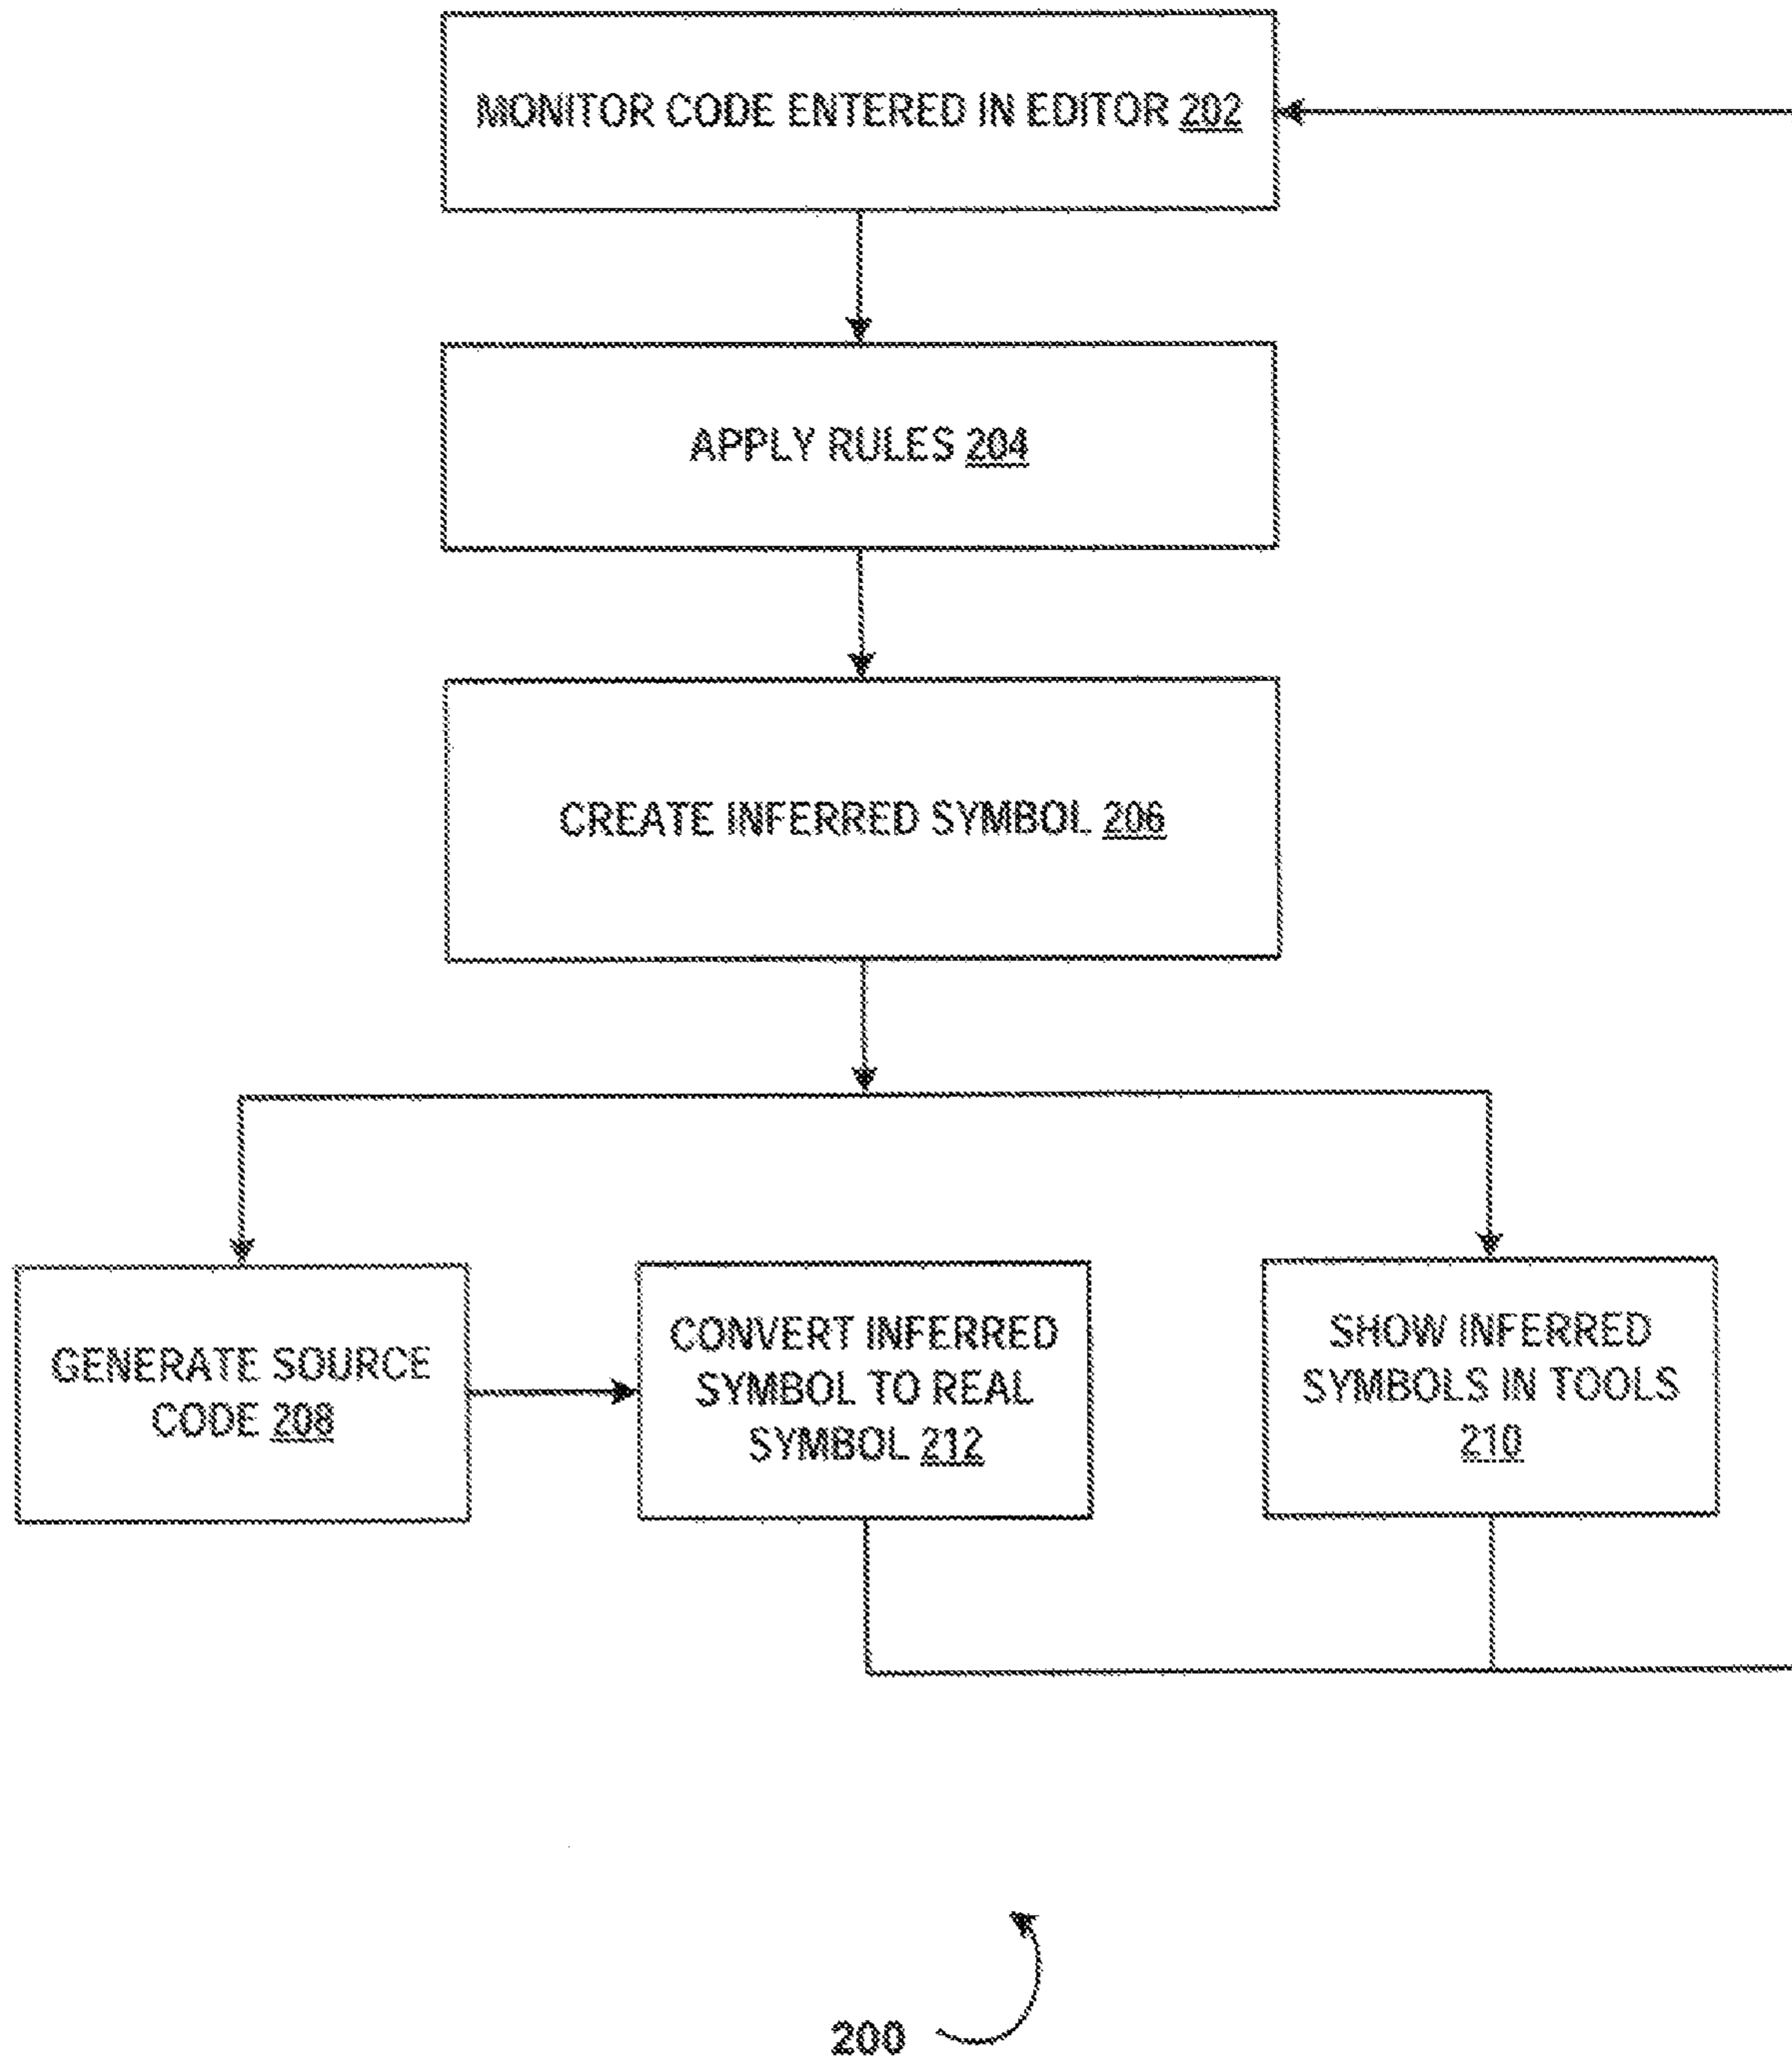 MONITOR CODE ENTERED IN EDITOR 202
APPLY RULES 204
CREATE INFERRED SYMBOL 206
GENERATE SOURCE
CODE 208
CONVERT INFERRED
SYMBOL TO REAL
SYMBOL 212
SHOW INFERRED
SYMBOLS IN TOOLS
210
200